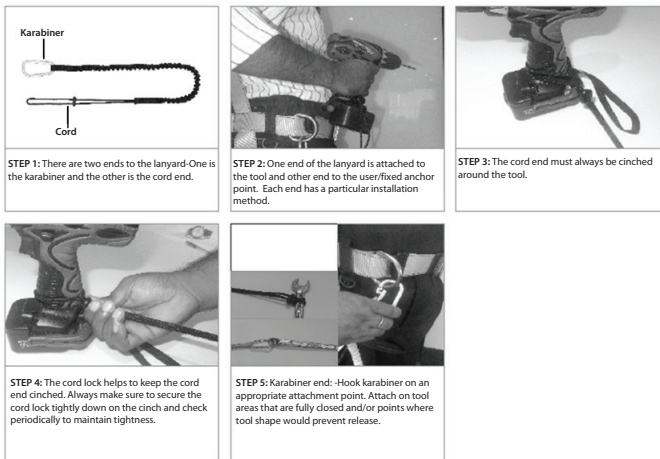 Karabiner
Cord
STEP 1: There are two ends to the lanyard-One is
the karabiner and the other is the cord end.
STEP 2: One end of the lanyard is attached to
the tool and other end to the user/fixed anchor
point. Each end has a particular installation
method.
STEP 3: The cord end must always be cinched
around the tool.
STEP 4: The cord lock helps to keep the cord
end cinched. Always make sure to secure the
cord lock tightly down on the cinch and check
periodically to maintain tightness.
STEP 5: Karabiner end: -Hook karabiner on an
appropriate attachment point. Attach on tool
areas that are fully closed and/or points where
tool shape would prevent release.